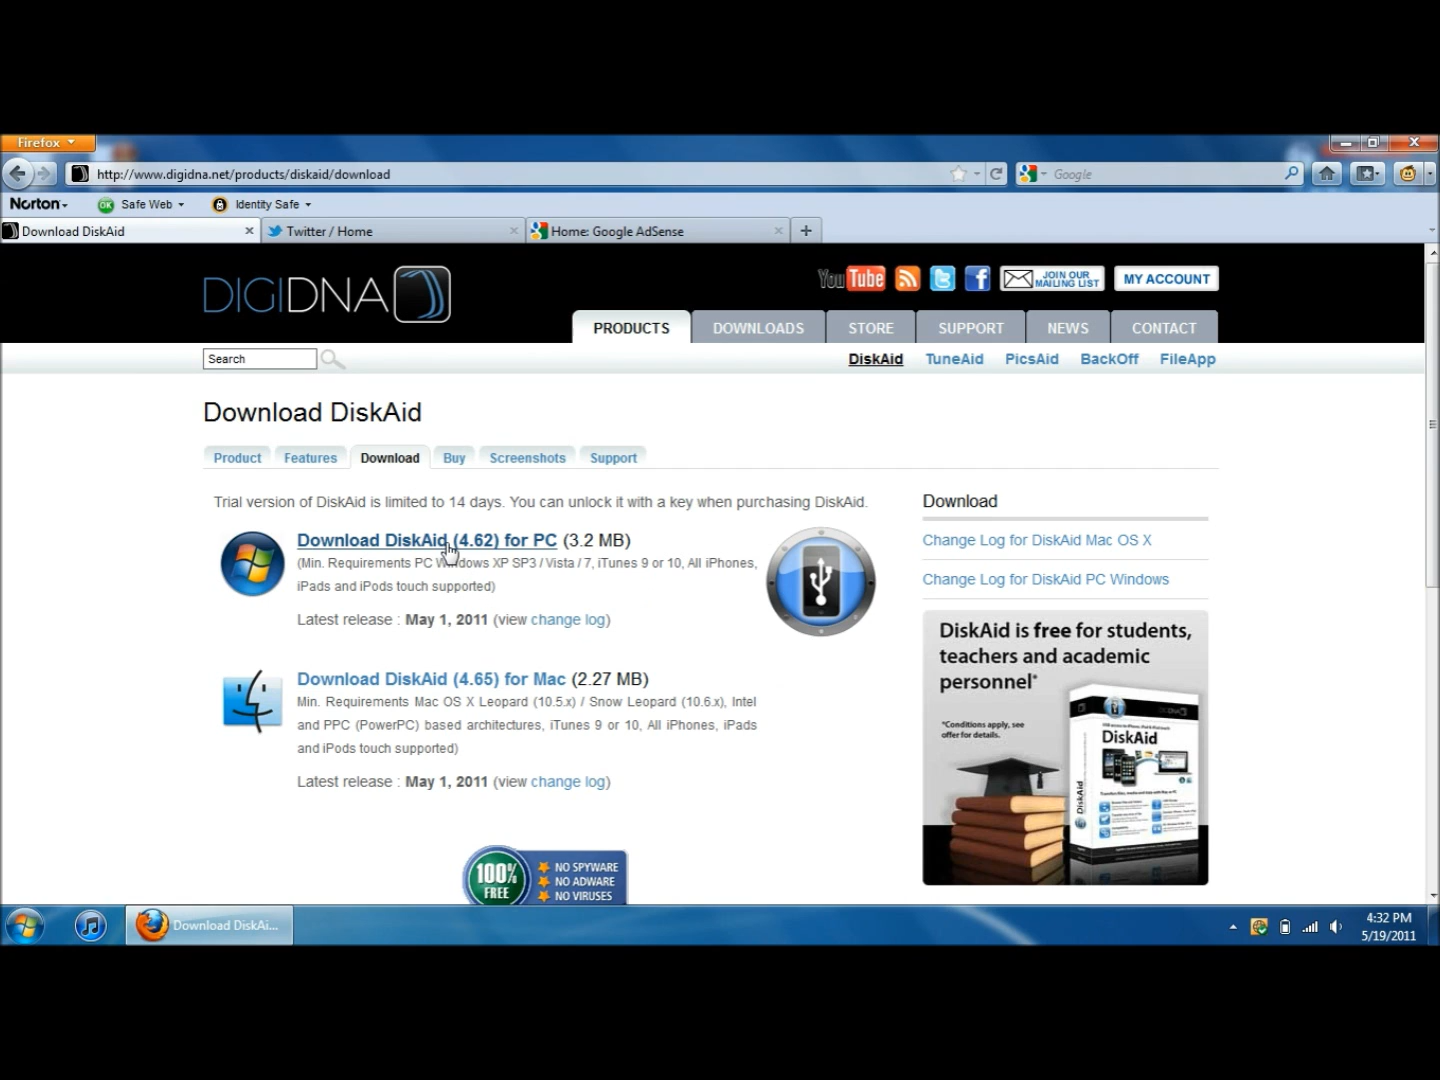 Firefox
http://www.digidna.net/products/diskaid/download
Google
Norton
OK Safe Web
Identity Safe
Download DiskAid
Twitter / Home
Home: Google AdSense
DIGIDNA
YouTube
JOIN OUR
MAILING LIST
MY ACCOUNT
PRODUCTS
DOWNLOADS
STORE
SUPPORT
NEWS
CONTACT
Search
DiskAid
TuneAid
PicsAid
BackOff
FileApp
Download DiskAid
Product
Features
Download
Buy
Screenshots
Support
Trial version of DiskAid is limited to 14 days. You can unlock it with a key when purchasing DiskAid.
Download DiskAid (4.62) for PC (3.2 MB)
(Min. Requirements PC Windows XP SP3 / Vista / 7, iTunes 9 or 10, All iPhones,
iPads and iPods touch supported)
Latest release : May 1, 2011 (view change log)
Download DiskAid (4.65) for Mac (2.27 MB)
Min. Requirements Mac OS X Leopard (10.5.x) / Snow Leopard (10.6.x), Intel
and PPC (PowerPC) based architectures, iTunes 9 or 10, All iPhones, iPads
and iPods touch supported)
Latest release : May 1, 2011 (view change log)
100%
FREE
NO SPYWARE
NO ADWARE
NO VIRUSES
Download
Change Log for DiskAid Mac OS X
Change Log for DiskAid PC Windows
DiskAid is free for students,
teachers and academic
personnel*
*Conditions apply, see
offer for details.
DiskAid
DiskAid
Download DiskAi...
4:32 PM
5/19/2011